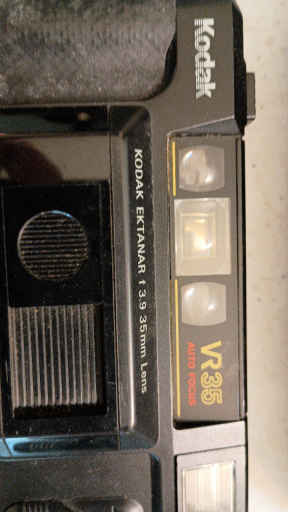 Kodak
VR35
AUTO FOCUS
KODAK EKTANAR f 3.9 35mm Lens